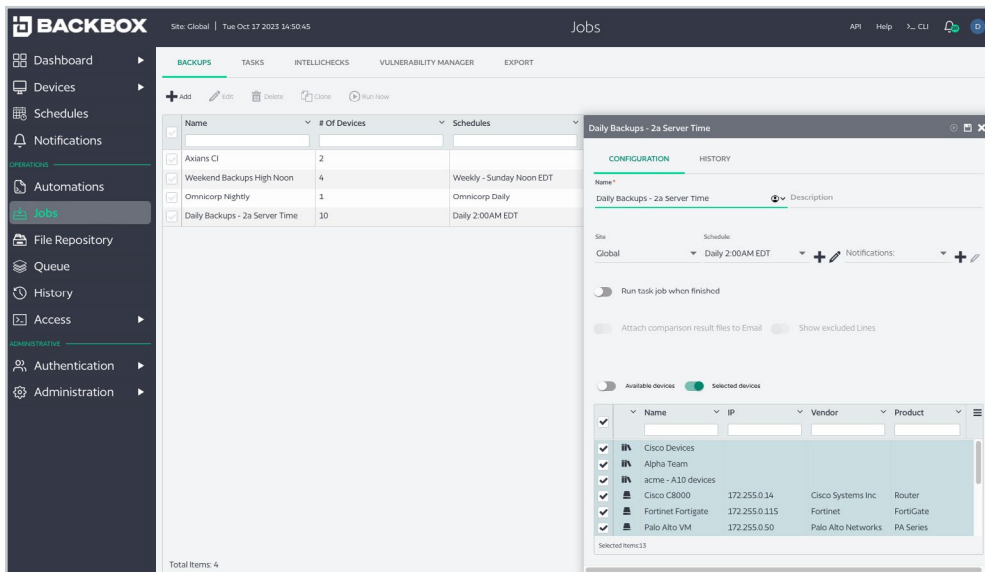 BACKBOX
Site: Global | Tue Oct 17 2023 14:50:45
Jobs
API Help >_ CLI
D
Dashboard
Devices
Schedules
Notifications
OPERATIONS
Automations
Jobs
File Repository
Queue
History
Access
ADMINISTRATIVE
Authentication
Administration
BACKUPS TASKS INTELLICHECKS VULNERABILITY MANAGER EXPORT
Add Edit Delete Clone Run Now
Name # Of Devices Schedules
Axians CI 2
Weekend Backups High Noon 4 Weekly - Sunday Noon EDT
Omnicorp Nightly 1 Omnicorp Daily
Daily Backups - 2a Server Time 10 Daily 2:00AM EDT
Total Items: 4
Daily Backups - 2a Server Time
CONFIGURATION HISTORY
Name*
Daily Backups - 2a Server Time Description
Site Schedule:
Global Daily 2:00AM EDT Notifications:
Run task job when finished
Attach comparison result files to Email Show excluded Lines
Available devices Selected devices
Name IP Vendor Product
Cisco Devices
Alpha Team
acme - A10 devices
Cisco C8000 172.255.0.14 Cisco Systems Inc Router
Fortinet Fortigate 172.255.0.115 Fortinet FortiGate
Palo Alto VM 172.255.0.50 Palo Alto Networks PA Series
Selected Items:13